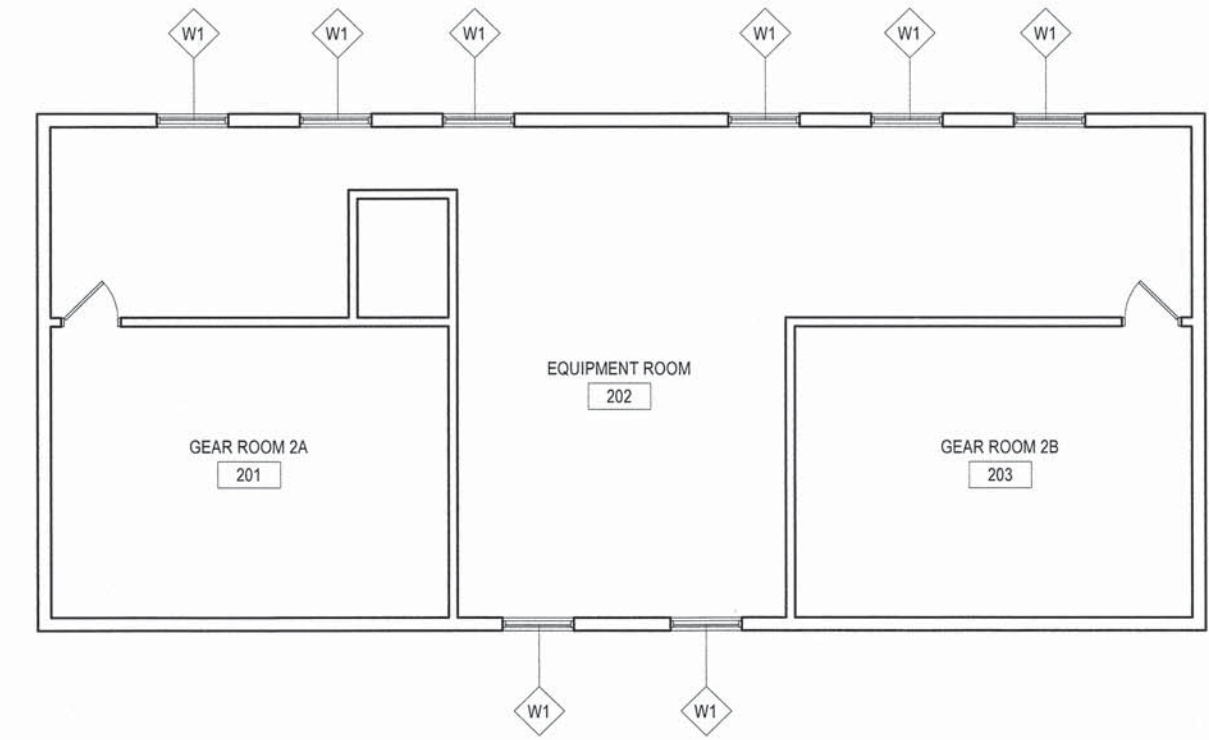 W1 W1 W1 W1 W1 W1
EQUIPMENT ROOM
202
GEAR ROOM 2A
201
GEAR ROOM 2B
203
W1 W1